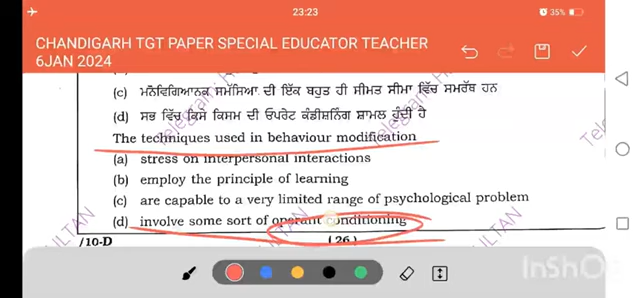 23:23
35%
CHANDIGARH TGT PAPER SPECIAL EDUCATOR TEACHER
6JAN 2024
(c) ਮਨੋਵਿਗਿਆਨਕ ਸਮੱਸਿਆ ਦੀ ਇੱਕ ਬਹੁਤ ਹੀ ਸੀਮਤ ਸੀਮਾ ਵਿੱਚ ਸਮਰੱਥ ਹਨ
(d) ਸਭ ਵਿੱਚ ਕਿਸੇ ਕਿਸਮ ਦੀ ਓਪਰੇਟ ਕੰਡੀਸ਼ਨਿੰਗ ਸ਼ਾਮਲ ਹੁੰਦੀ ਹੈ
The techniques used in behaviour modification
(a) stress on interpersonal interactions
(b) employ the principle of learning
(c) are capable to a very limited range of psychological problem
(d) involve some sort of operant conditioning
/10-D (26)
InShOt